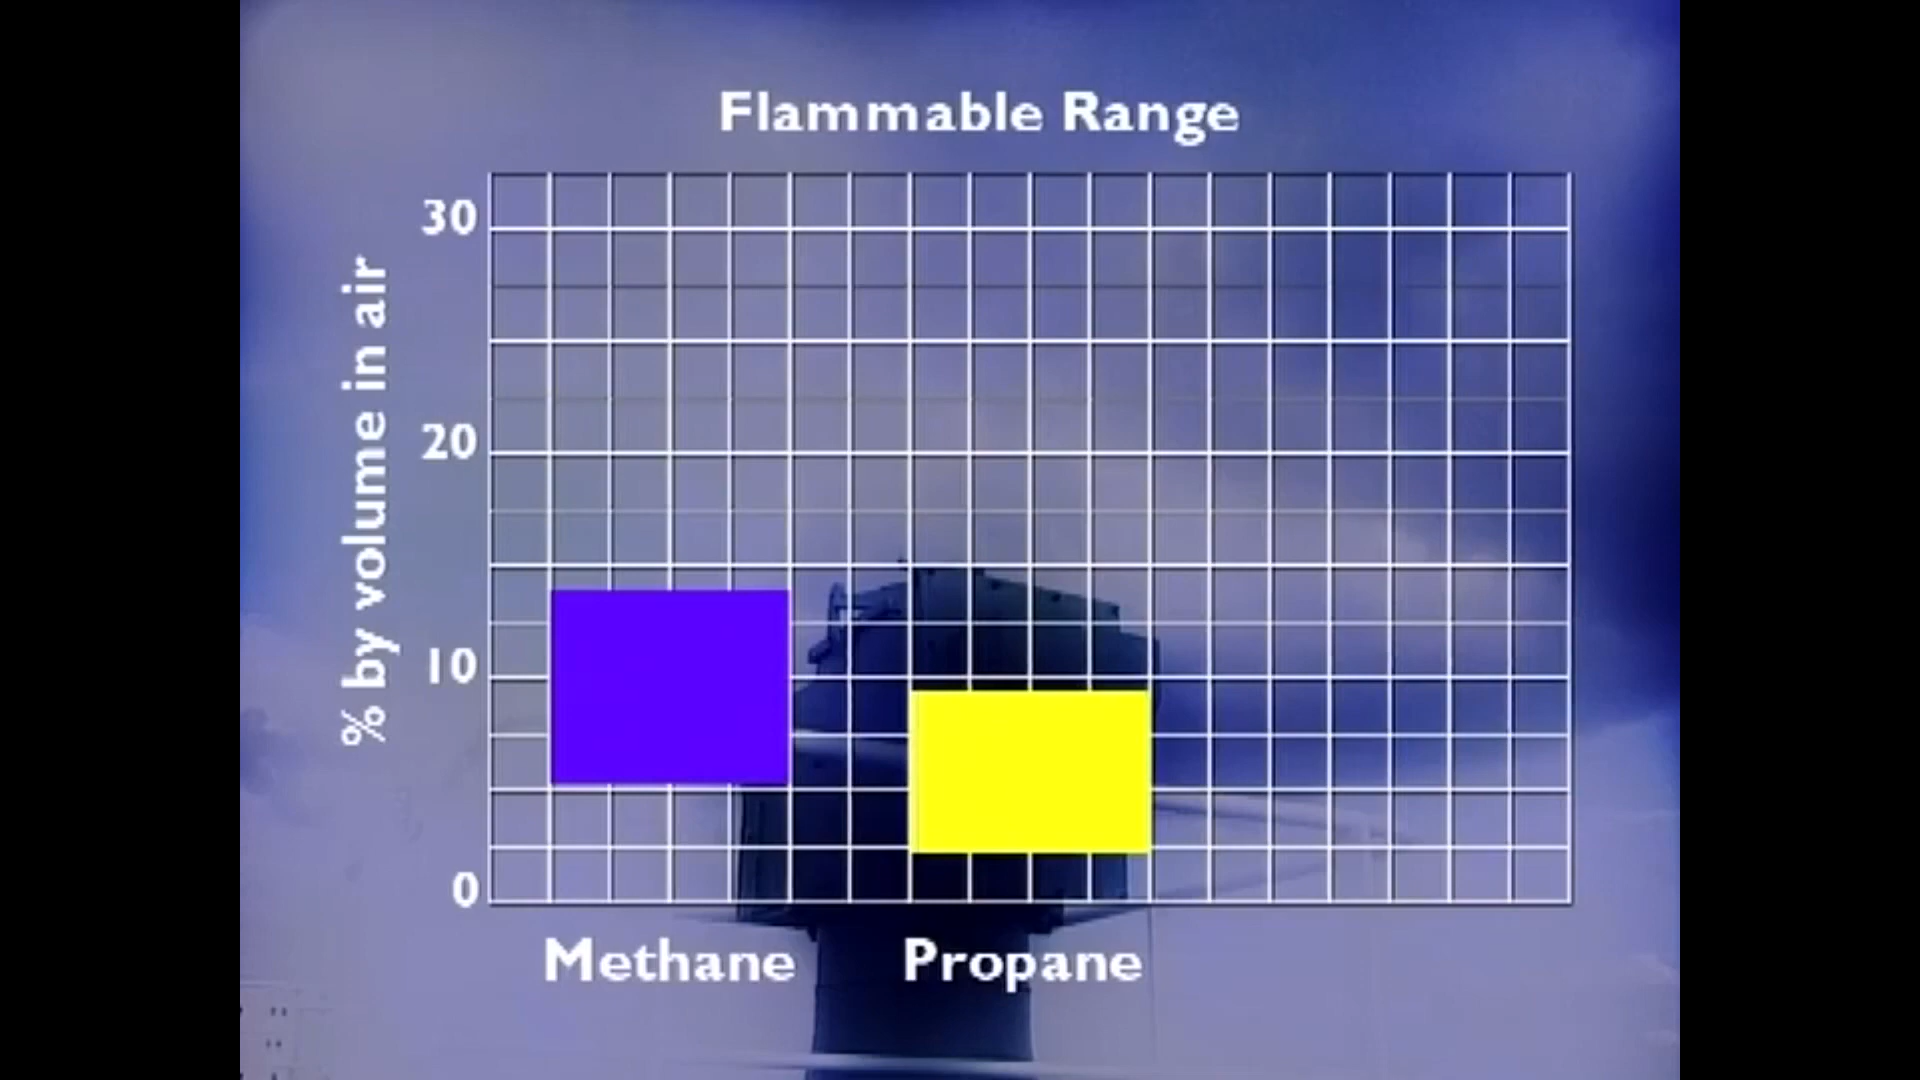 Flammable Range
% by volume in air
30
20
10
0
Methane
Propane